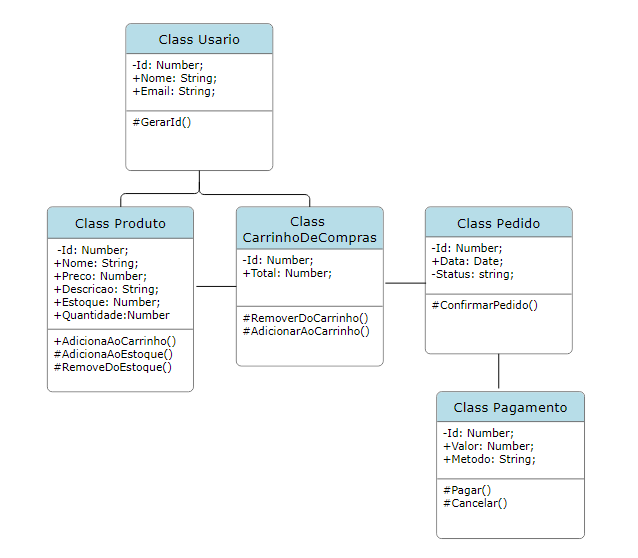 Class Usario
-Id: Number;
+Nome: String;
+Email: String;
#GerarId()
Class Produto
-Id: Number;
+Nome: String;
+Preco: Number;
+Descricao: String;
+Estoque: Number;
+Quantidade:Number
+AdicionaAoCarrinho()
#AdicionaAoEstoque()
#RemoveDoEstoque()
Class
CarrinhoDeCompras
-Id: Number;
+Total: Number;
#RemoverDoCarrinho()
#AdicionarAoCarrinho()
Class Pedido
-Id: Number;
+Data: Date;
-Status: string;
#ConfirmarPedido()
Class Pagamento
-Id: Number;
+Valor: Number;
+Metodo: String;
#Pagar()
#Cancelar()